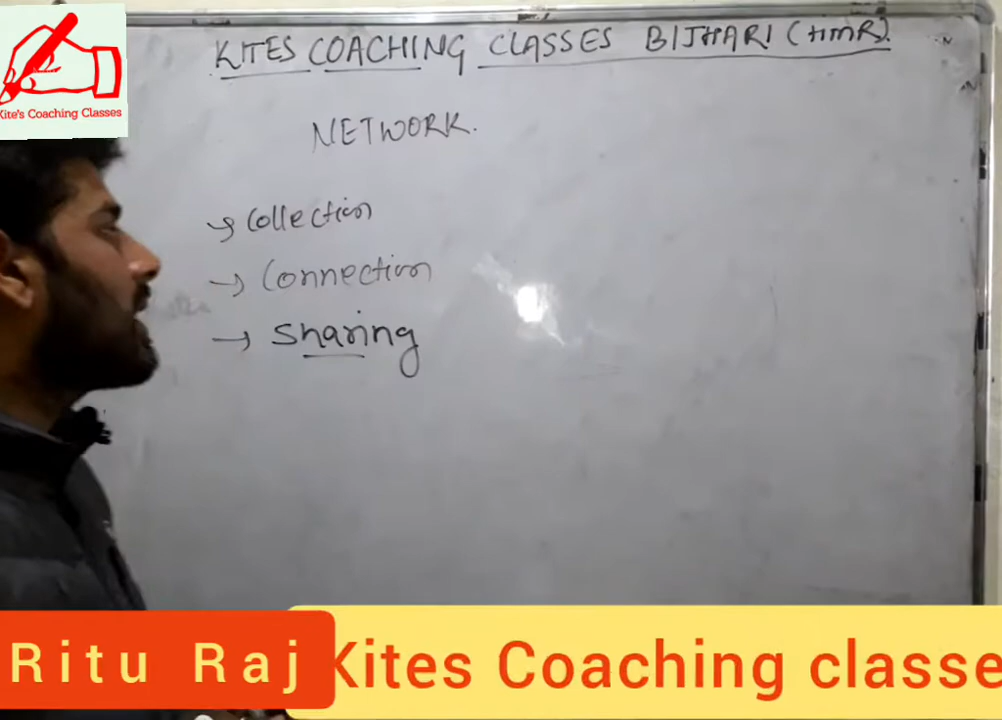 Kite's Coaching Classes
KITES COACHING CLASSES BIJHARI (HMR).
NETWORK.
→ Collection
→ Connection
→ Sharing
Ritu Raj
Kites Coaching classe